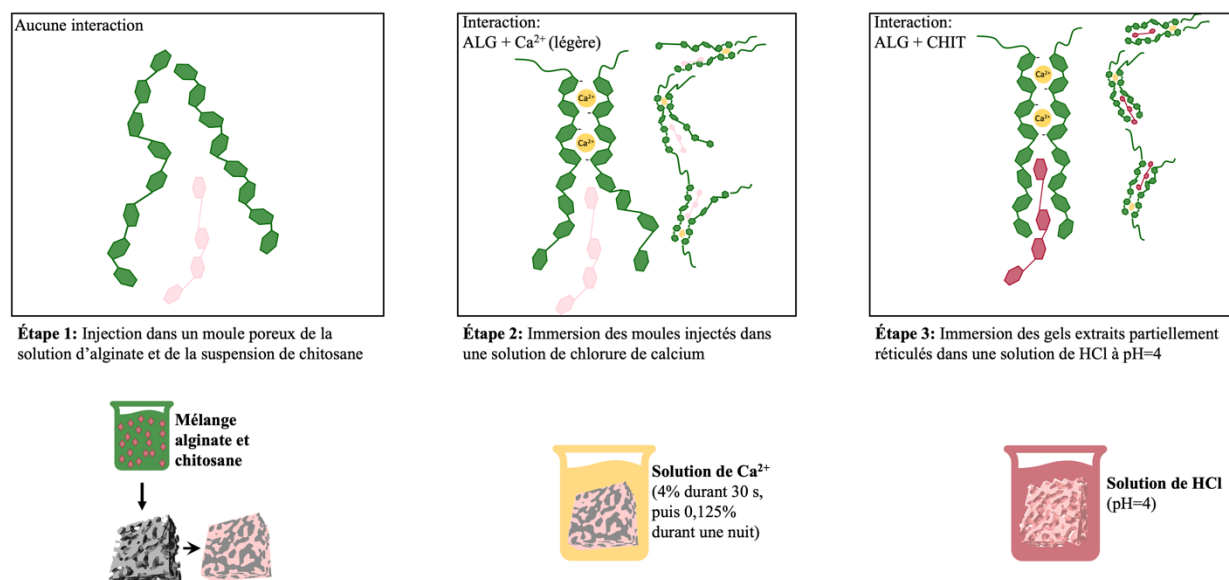 Aucune interaction
Interaction:
ALG + Ca²⁺ (légère)
Ca²⁺
Ca²⁺
Interaction:
ALG + CHIT
Ca²⁺
Ca²⁺
Étape 1: Injection dans un moule poreux de la
solution d’alginate et de la suspension de chitosane
Étape 2: Immersion des moules injectés dans
une solution de chlorure de calcium
Étape 3: Immersion des gels extraits partiellement
réticulés dans une solution de HCl à pH=4
Mélange
alginate et
chitosane
Solution de Ca²⁺
(4% durant 30 s,
puis 0,125%
durant une nuit)
Solution de HCl
(pH=4)